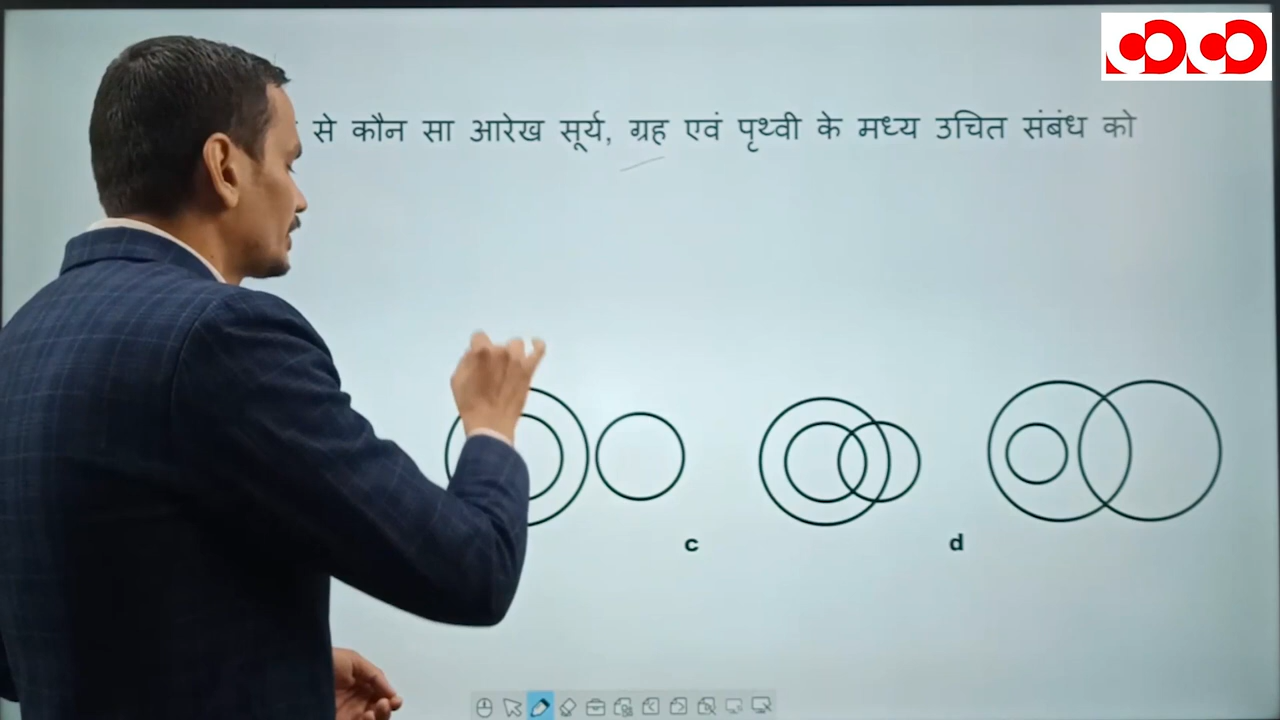 से कौन सा आरेख सूर्य, ग्रह एवं पृथ्वी के मध्य उचित संबंध को
c d